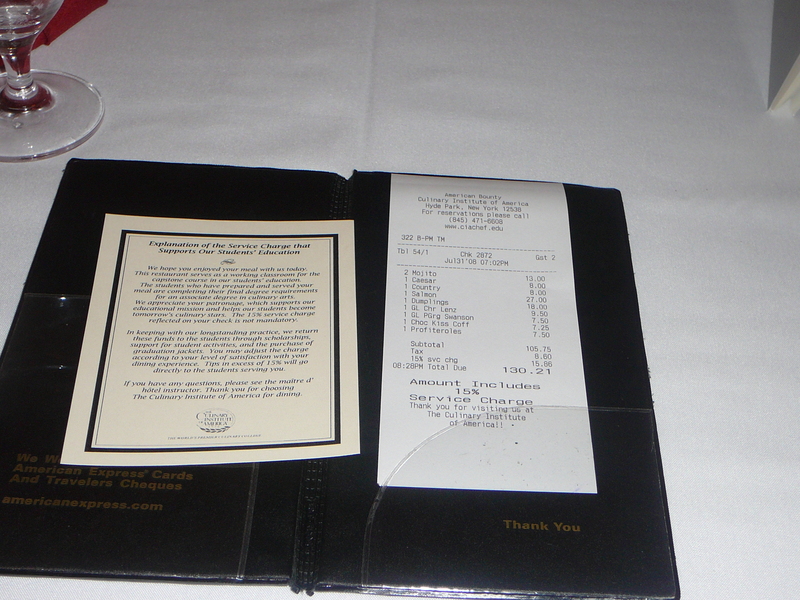 Explanation of the Service Charge that
Supports Our Students' Education
We hope you enjoyed your meal with us today.
This restaurant serves as a working classroom for the
capstone course in our students' education.
The students who have prepared and served your
meal are completing their final degree requirements
for an associate degree in culinary arts.
We appreciate your patronage, which supports our
educational mission and helps our students become
tomorrow's culinary stars. The 15% service charge
reflected on your check is not mandatory.
In keeping with our longstanding practice, we return
these funds to the students through scholarships,
support for student activities, and the purchase of
graduation jackets. You may adjust the charge
according to your level of satisfaction with your
dining experience. Tips in excess of 15% will go
directly to the students serving you.
If you have any questions, please see the maitre d'
hôtel instructor. Thank you for choosing
The Culinary Institute of America for dining.
CULINARY
INSTITUTE
AMERICA
THE WORLD'S PREMIER CULINARY COLLEGE
We W
American Express® Cards
And Travelers Cheques
americanexpress.com
American Bounty
Culinary Institute of America
Hyde Park, New York 12538
For reservations please call
(845) 471-6608
www.ciachef.edu
322 8-PM TM
Tbl 54/1 Chk 2872 Gst 2
Jul31'08 07:02PM
2 Mojito 13.00
1 Caesar 8.00
1 Country 8.00
1 Salmon 27.00
1 Dumplings 18.00
1 GL Chr Lenz 9.50
1 GL PGrg Swanson 7.50
1 Choc Kiss Coff 7.25
1 Profiteroles 7.50
Subtotal 105.75
Tax 8.60
15% svc chg 15.86
08:28PM Total Due 130.21
Amount Includes
15%
Service Charge
Thank you for visiting us at
The Culinary Institute
of America!!
Thank You